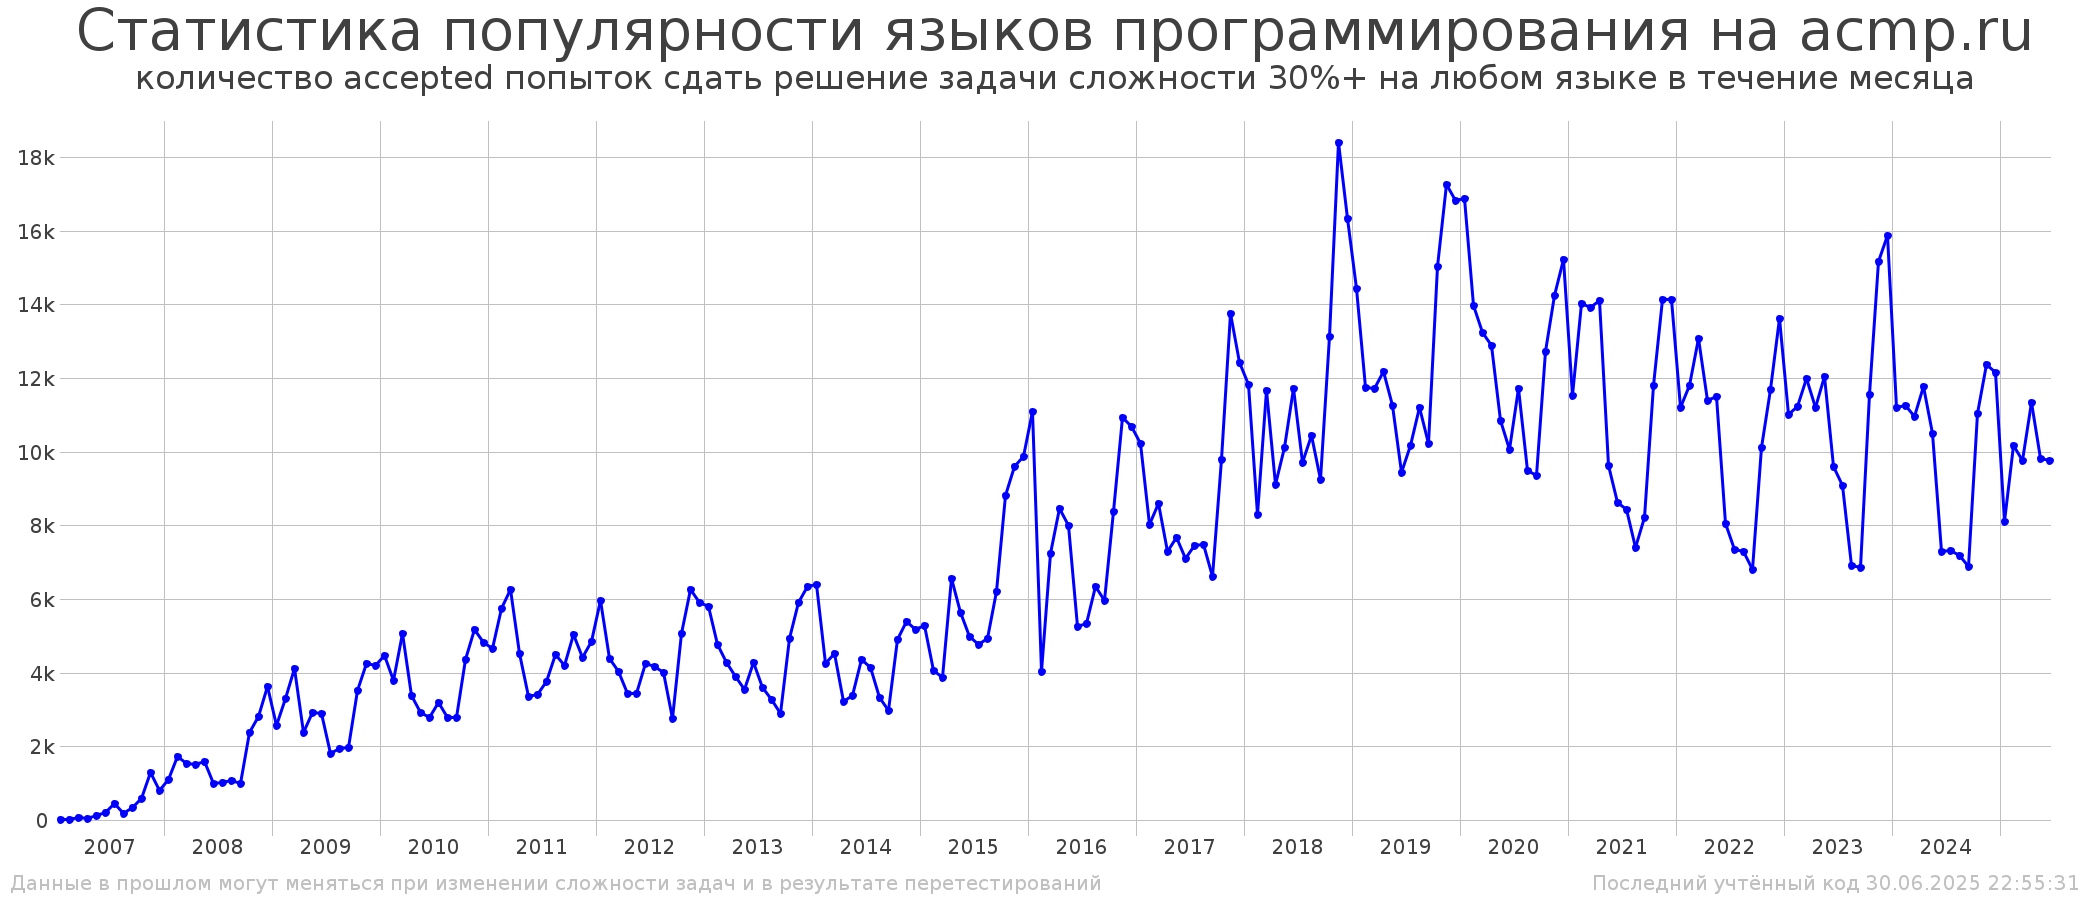 Статистика популярности языков программирования на acmp.ru
количество accepted попыток сдать решение задачи сложности 30%+ на любом языке в течение месяца
18k
16k
14k
12k
10k
8k
6k
4k
2k
0
2007 2008 2009 2010 2011 2012 2013 2014 2015 2016 2017 2018 2019 2020 2021 2022 2023 2024
Данные в прошлом могут меняться при изменении сложности задач и в результате перетестирований
Последний учтённый код 30.06.2025 22:55:31